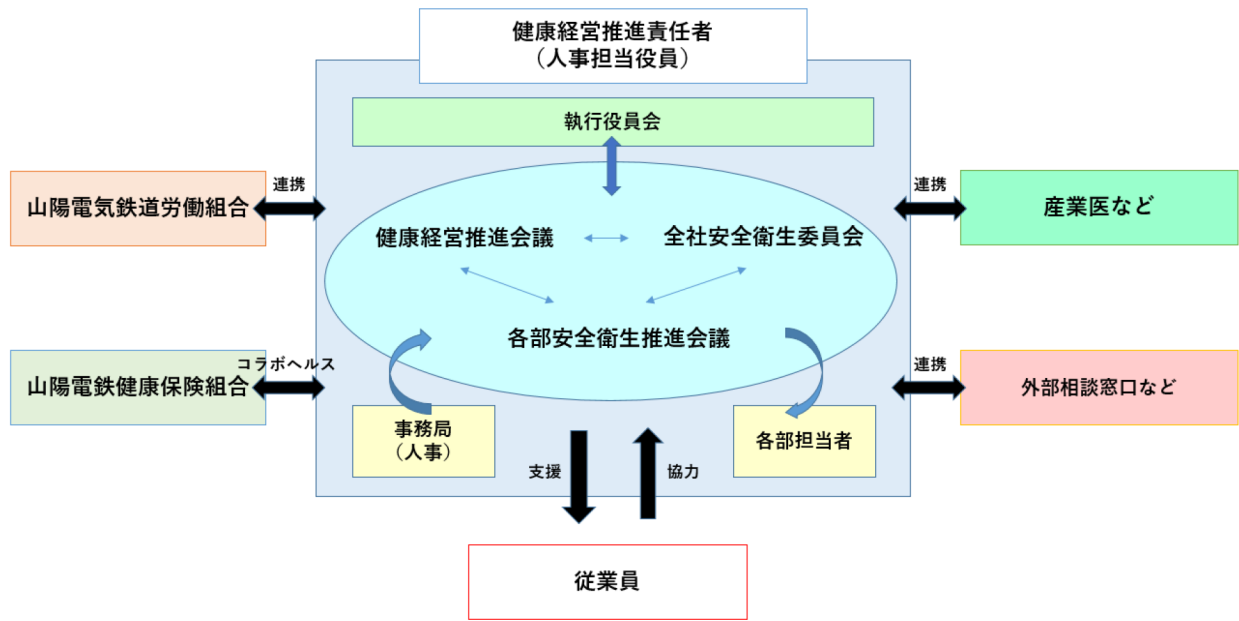 健康経営推進責任者
（人事担当役員）
執行役員会
山陽電気鉄道労働組合
連携
連携
産業医など
健康経営推進会議
全社安全衛生委員会
各部安全衛生推進会議
山陽電鉄健康保険組合
コラボヘルス
連携
外部相談窓口など
事務局
（人事）
各部担当者
支援
協力
従業員